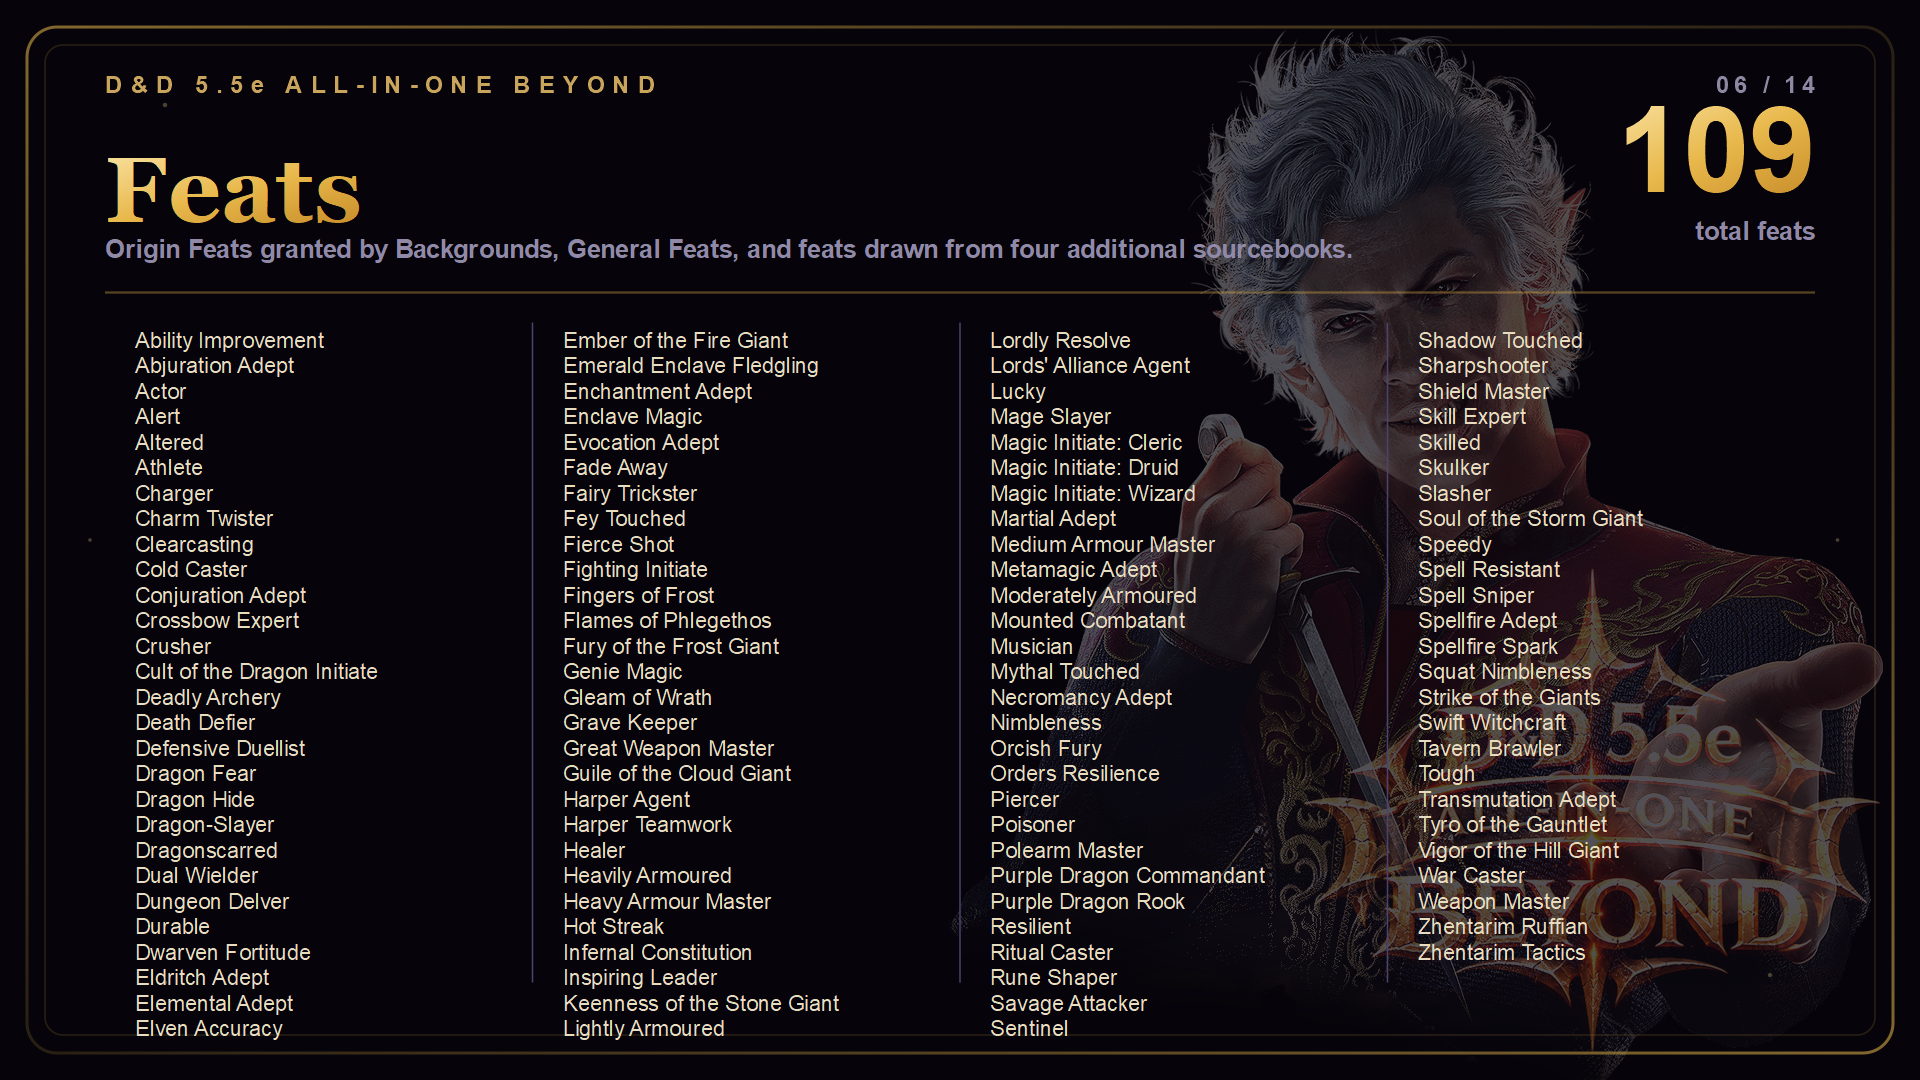 D&D 5.5e ALL-IN-ONE BEYOND
06 / 14
109
total feats
Feats
Origin Feats granted by Backgrounds, General Feats, and feats drawn from four additional sourcebooks.
Ability Improvement
Abjuration Adept
Actor
Alert
Altered
Athlete
Charger
Charm Twister
Clearcasting
Cold Caster
Conjuration Adept
Crossbow Expert
Crusher
Cult of the Dragon Initiate
Deadly Archery
Death Defier
Defensive Duellist
Dragon Fear
Dragon Hide
Dragon-Slayer
Dragonscarred
Dual Wielder
Dungeon Delver
Durable
Dwarven Fortitude
Eldritch Adept
Elemental Adept
Elven Accuracy
Ember of the Fire Giant
Emerald Enclave Fledgling
Enchantment Adept
Enclave Magic
Evocation Adept
Fade Away
Fairy Trickster
Fey Touched
Fierce Shot
Fighting Initiate
Fingers of Frost
Flames of Phlegethos
Fury of the Frost Giant
Genie Magic
Gleam of Wrath
Grave Keeper
Great Weapon Master
Guile of the Cloud Giant
Harper Agent
Harper Teamwork
Healer
Heavily Armoured
Heavy Armour Master
Hot Streak
Infernal Constitution
Inspiring Leader
Keenness of the Stone Giant
Lightly Armoured
Lordly Resolve
Lords' Alliance Agent
Lucky
Mage Slayer
Magic Initiate: Cleric
Magic Initiate: Druid
Magic Initiate: Wizard
Martial Adept
Medium Armour Master
Metamagic Adept
Moderately Armoured
Mounted Combatant
Musician
Mythal Touched
Necromancy Adept
Nimbleness
Orcish Fury
Orders Resilience
Piercer
Poisoner
Polearm Master
Purple Dragon Commandant
Purple Dragon Rook
Resilient
Ritual Caster
Rune Shaper
Savage Attacker
Sentinel
Shadow Touched
Sharpshooter
Shield Master
Skill Expert
Skilled
Skulker
Slasher
Soul of the Storm Giant
Speedy
Spell Resistant
Spell Sniper
Spellfire Adept
Spellfire Spark
Squat Nimbleness
Strike of the Giants
Swift Witchcraft
Tavern Brawler
Tough
Transmutation Adept
Tyro of the Gauntlet
Vigor of the Hill Giant
War Caster
Weapon Master
Zhentarim Ruffian
Zhentarim Tactics
D&D 5.5e
ALL-IN-ONE
BEYOND